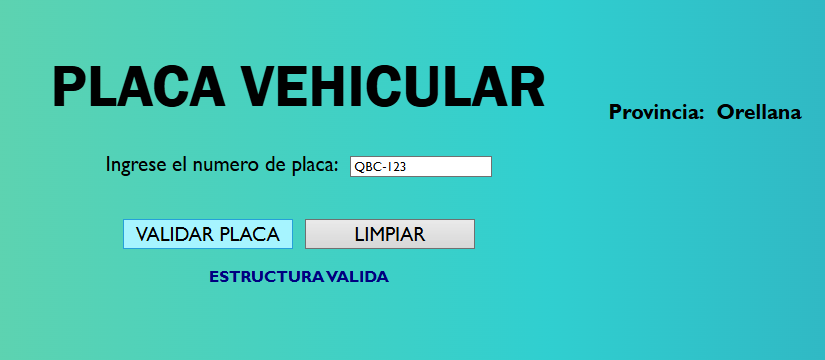 PLACA VEHICULAR
Provincia: Orellana
Ingrese el numero de placa: QBC-123
VALIDAR PLACA LIMPIAR
ESTRUCTURA VALIDA